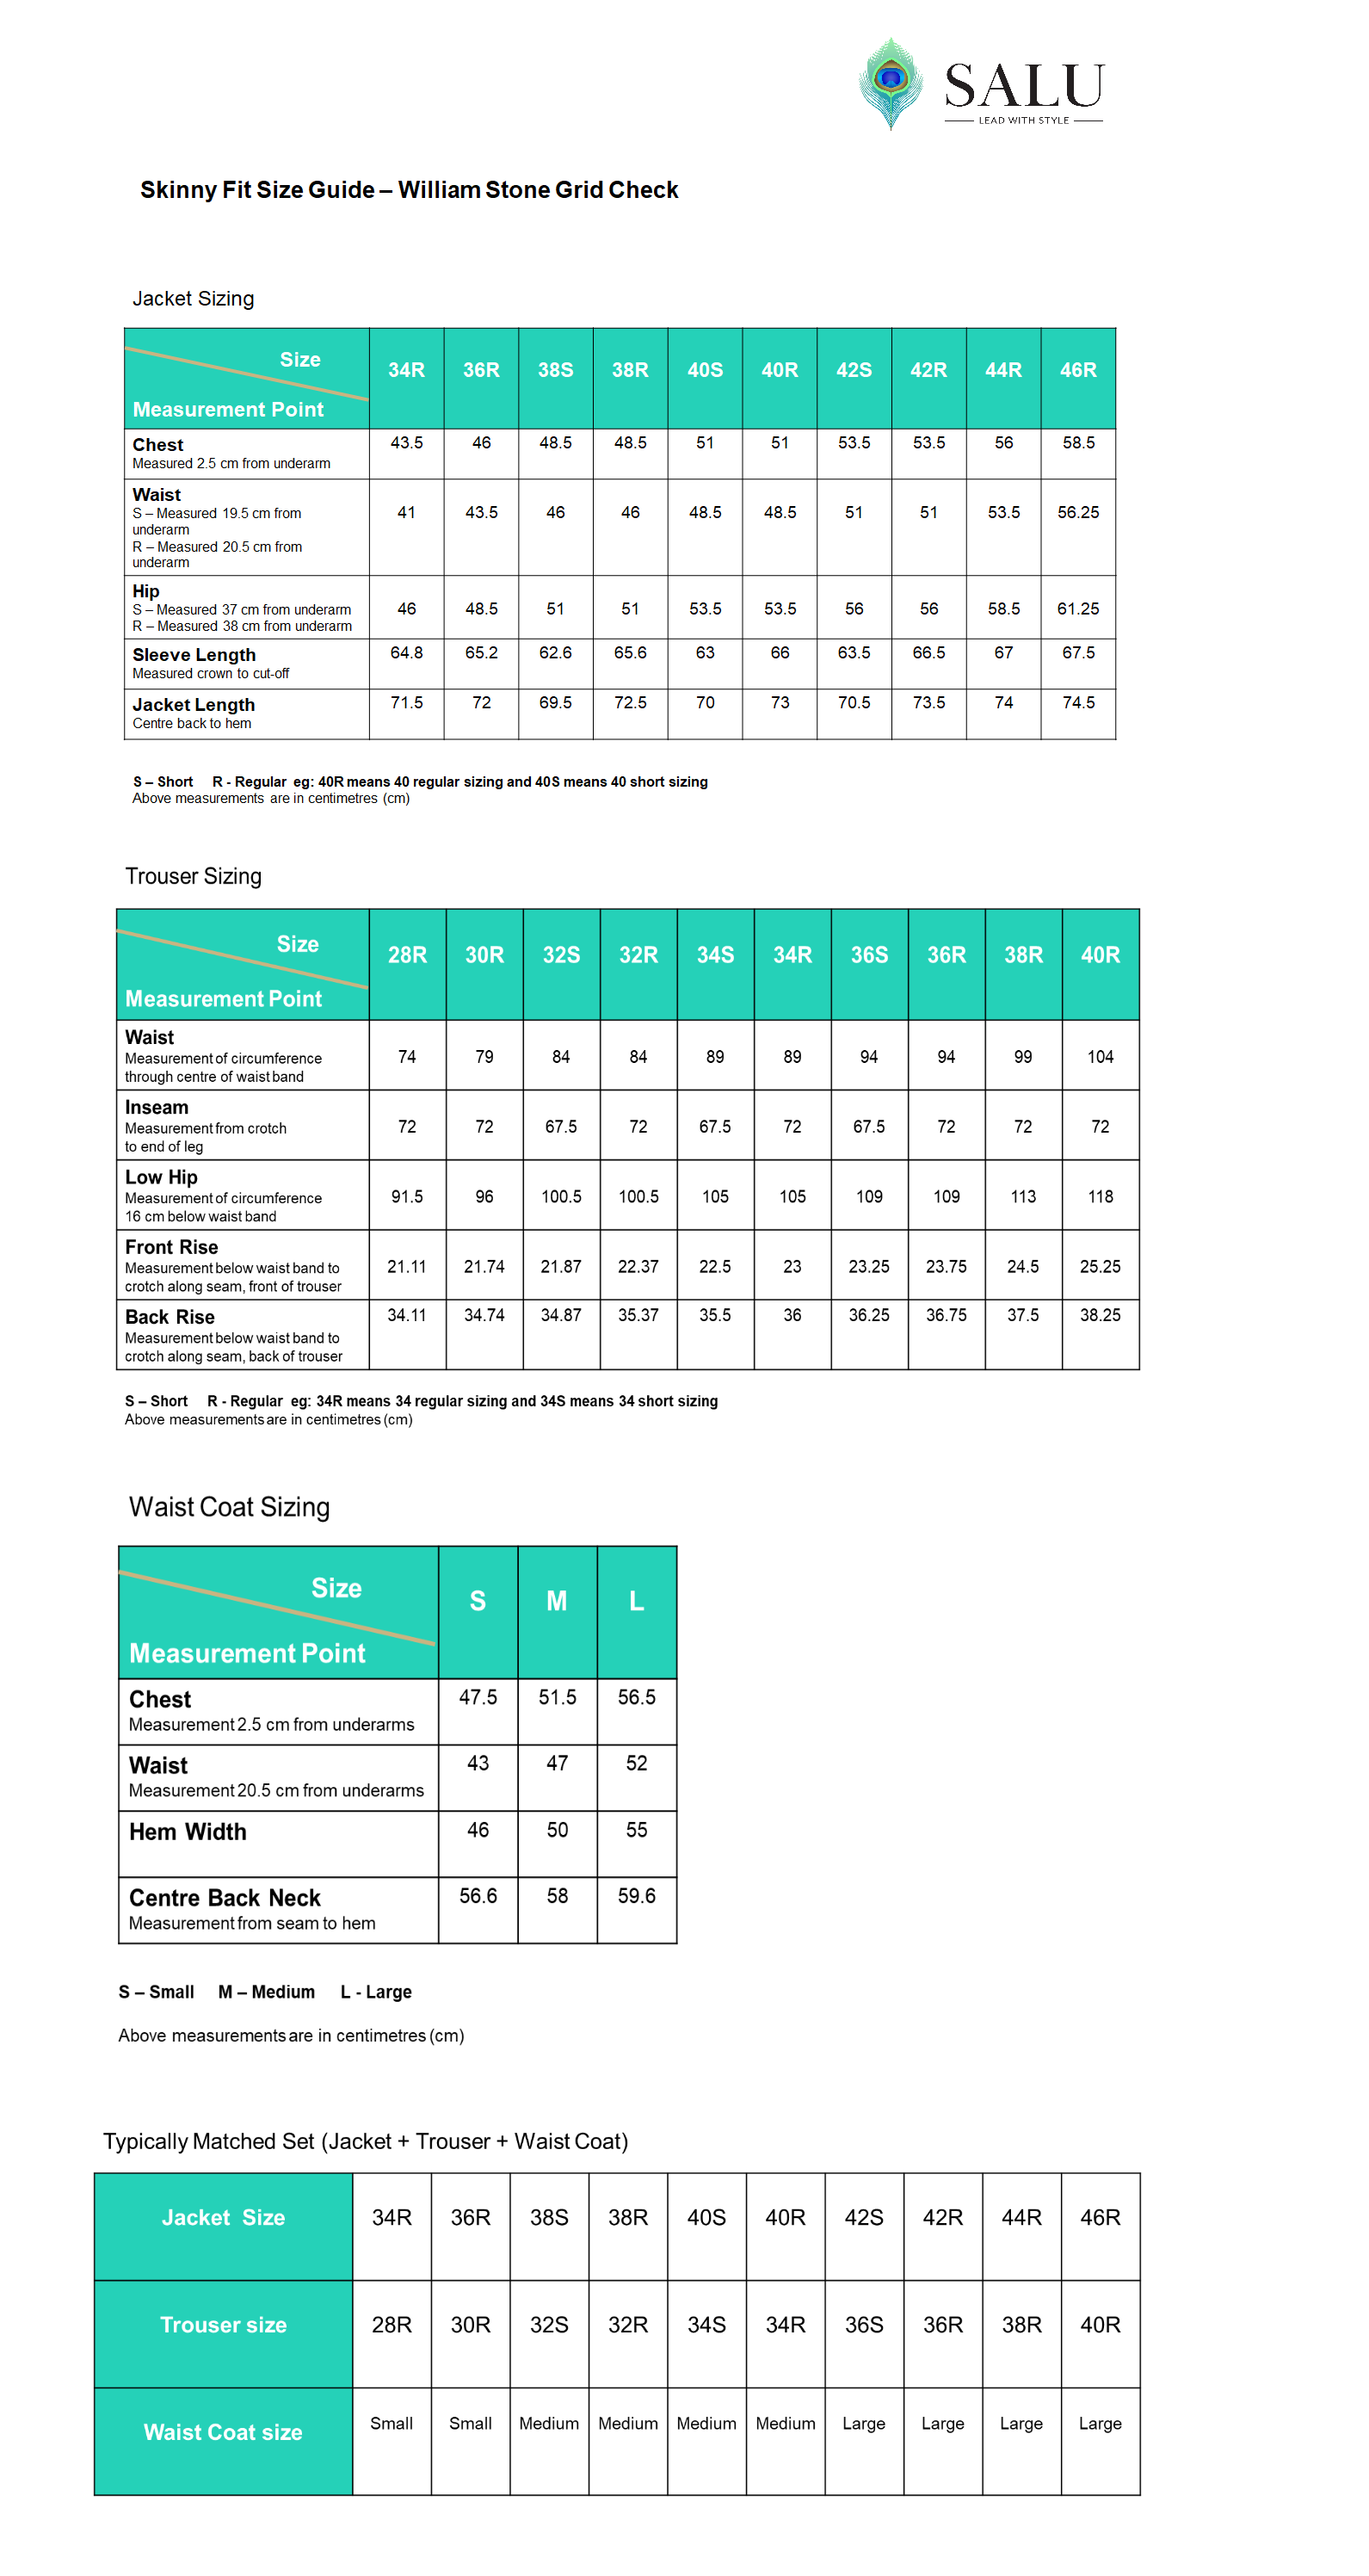 SALU
LEAD WITH STYLE
Skinny Fit Size Guide – William Stone Grid Check
Jacket Sizing
Size
Measurement Point
34R 36R 38S 38R 40S 40R 42S 42R 44R 46R
Chest
Measured 2.5 cm from underarm
43.5 46 48.5 48.5 51 51 53.5 53.5 56 58.5
Waist
S – Measured 19.5 cm from
underarm
R – Measured 20.5 cm from
underarm
41 43.5 46 46 48.5 48.5 51 51 53.5 56.25
Hip
S – Measured 37 cm from underarm
R – Measured 38 cm from underarm
46 48.5 51 51 53.5 53.5 56 56 58.5 61.25
Sleeve Length
Measured crown to cut-off
64.8 65.2 62.6 65.6 63 66 63.5 66.5 67 67.5
Jacket Length
Centre back to hem
71.5 72 69.5 72.5 70 73 70.5 73.5 74 74.5
S – Short R - Regular eg: 40R means 40 regular sizing and 40S means 40 short sizing
Above measurements are in centimetres (cm)
Trouser Sizing
Size
Measurement Point
28R 30R 32S 32R 34S 34R 36S 36R 38R 40R
Waist
Measurement of circumference
through centre of waist band
74 79 84 84 89 89 94 94 99 104
Inseam
Measurement from crotch
to end of leg
72 72 67.5 72 67.5 72 67.5 72 72 72
Low Hip
Measurement of circumference
16 cm below waist band
91.5 96 100.5 100.5 105 105 109 109 113 118
Front Rise
Measurement below waist band to
crotch along seam, front of trouser
21.11 21.74 21.87 22.37 22.5 23 23.25 23.75 24.5 25.25
Back Rise
Measurement below waist band to
crotch along seam, back of trouser
34.11 34.74 34.87 35.37 35.5 36 36.25 36.75 37.5 38.25
S – Short R - Regular eg: 34R means 34 regular sizing and 34S means 34 short sizing
Above measurements are in centimetres (cm)
Waist Coat Sizing
Size
Measurement Point
S M L
Chest
Measurement 2.5 cm from underarms
47.5 51.5 56.5
Waist
Measurement 20.5 cm from underarms
43 47 52
Hem Width
46 50 55
Centre Back Neck
Measurement from seam to hem
56.6 58 59.6
S – Small M – Medium L - Large
Above measurements are in centimetres (cm)
Typically Matched Set (Jacket + Trouser + Waist Coat)
Jacket Size 34R 36R 38S 38R 40S 40R 42S 42R 44R 46R
Trouser size 28R 30R 32S 32R 34S 34R 36S 36R 38R 40R
Waist Coat size Small Small Medium Medium Medium Medium Large Large Large Large